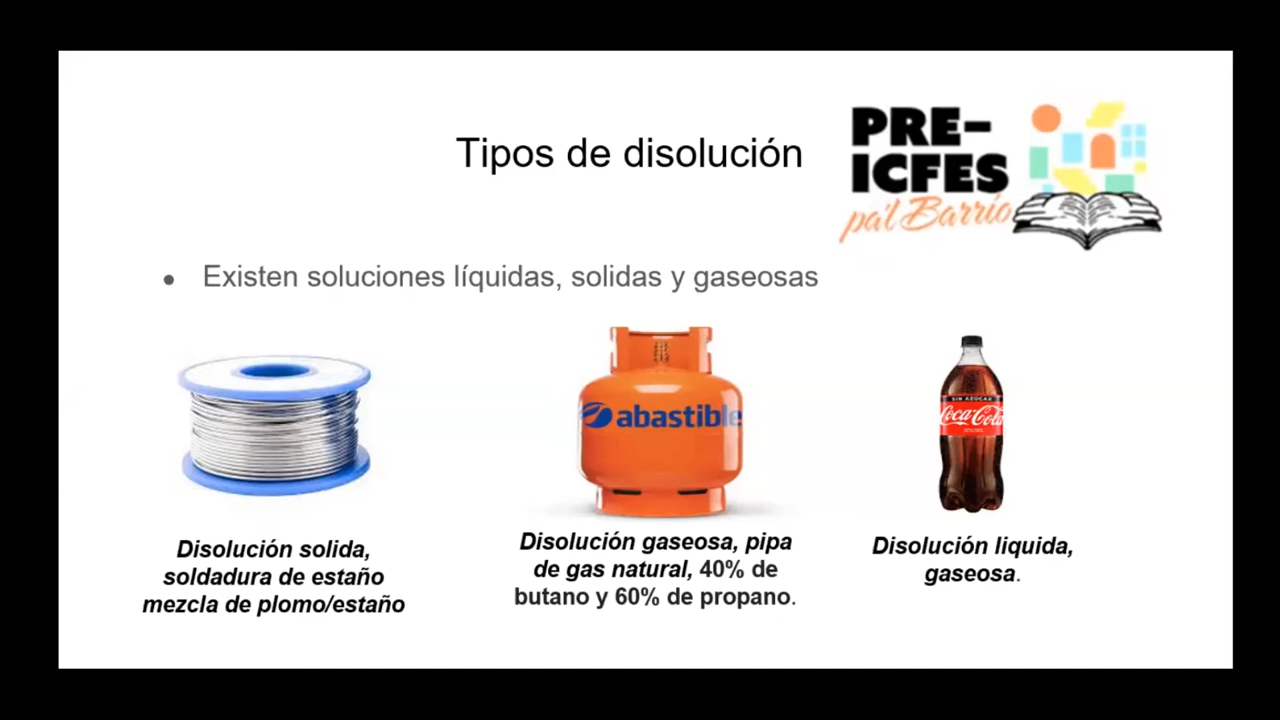 Tipos de disolución
PRE-
ICFES
pa'l Barrio
● Existen soluciones líquidas, solidas y gaseosas
abastible
SIN AZÚCAR
Coca-Cola
Disolución solida,
soldadura de estaño
mezcla de plomo/estaño
Disolución gaseosa, pipa
de gas natural, 40% de
butano y 60% de propano.
Disolución liquida,
gaseosa.